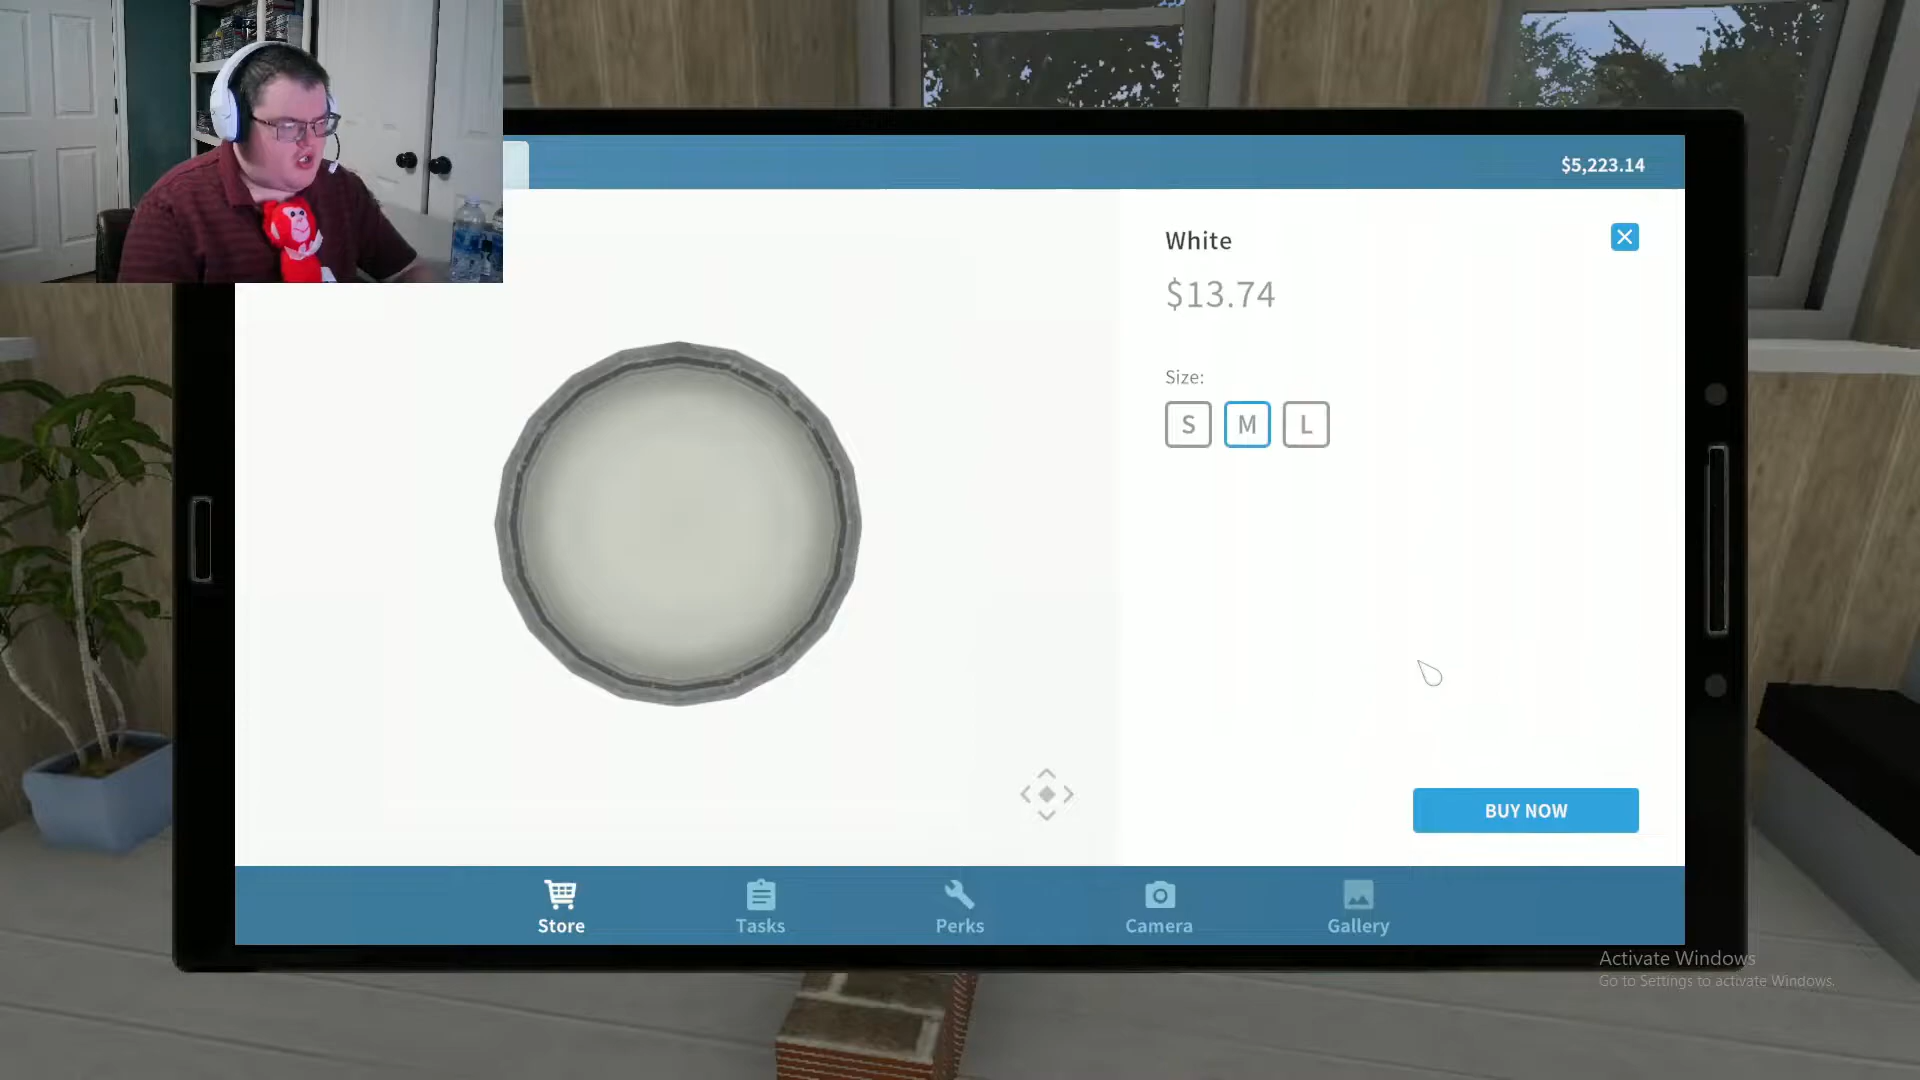 $5,223.14
White
$13.74
Size:
S M L
BUY NOW
Store Tasks Perks Camera Gallery
Activate Windows
Go to Settings to activate Windows.